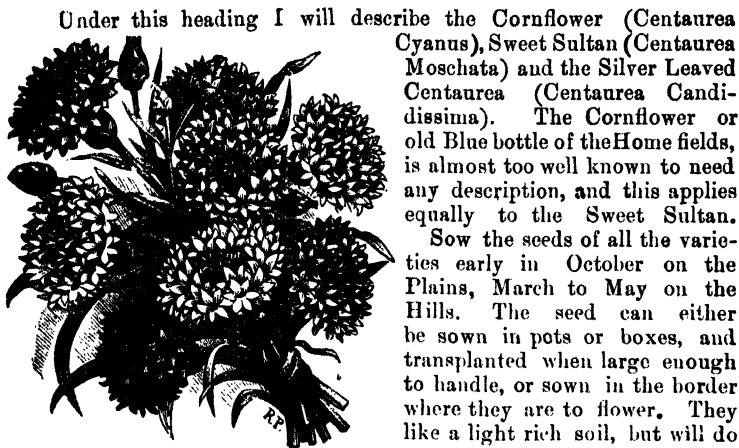 Under this heading I will describe the Cornflower (Centaurea
Cyanus), Sweet Sultan (Centaurea
Moschata) and the Silver Leaved
Centaurea (Centaurea Candi-
dissima). The Cornflower or
old Blue bottle of the Home fields,
is almost too well known to need
any description, and this applies
equally to the Sweet Sultan.
Sow the seeds of all the varie-
ties early in October on the
Plains, March to May on the
Hills. The seed can either
be sown in pots or boxes, and
transplanted when large enough
to handle, or sown in the border
where they are to flower. They
like a light rich soil, but will do
R.P.